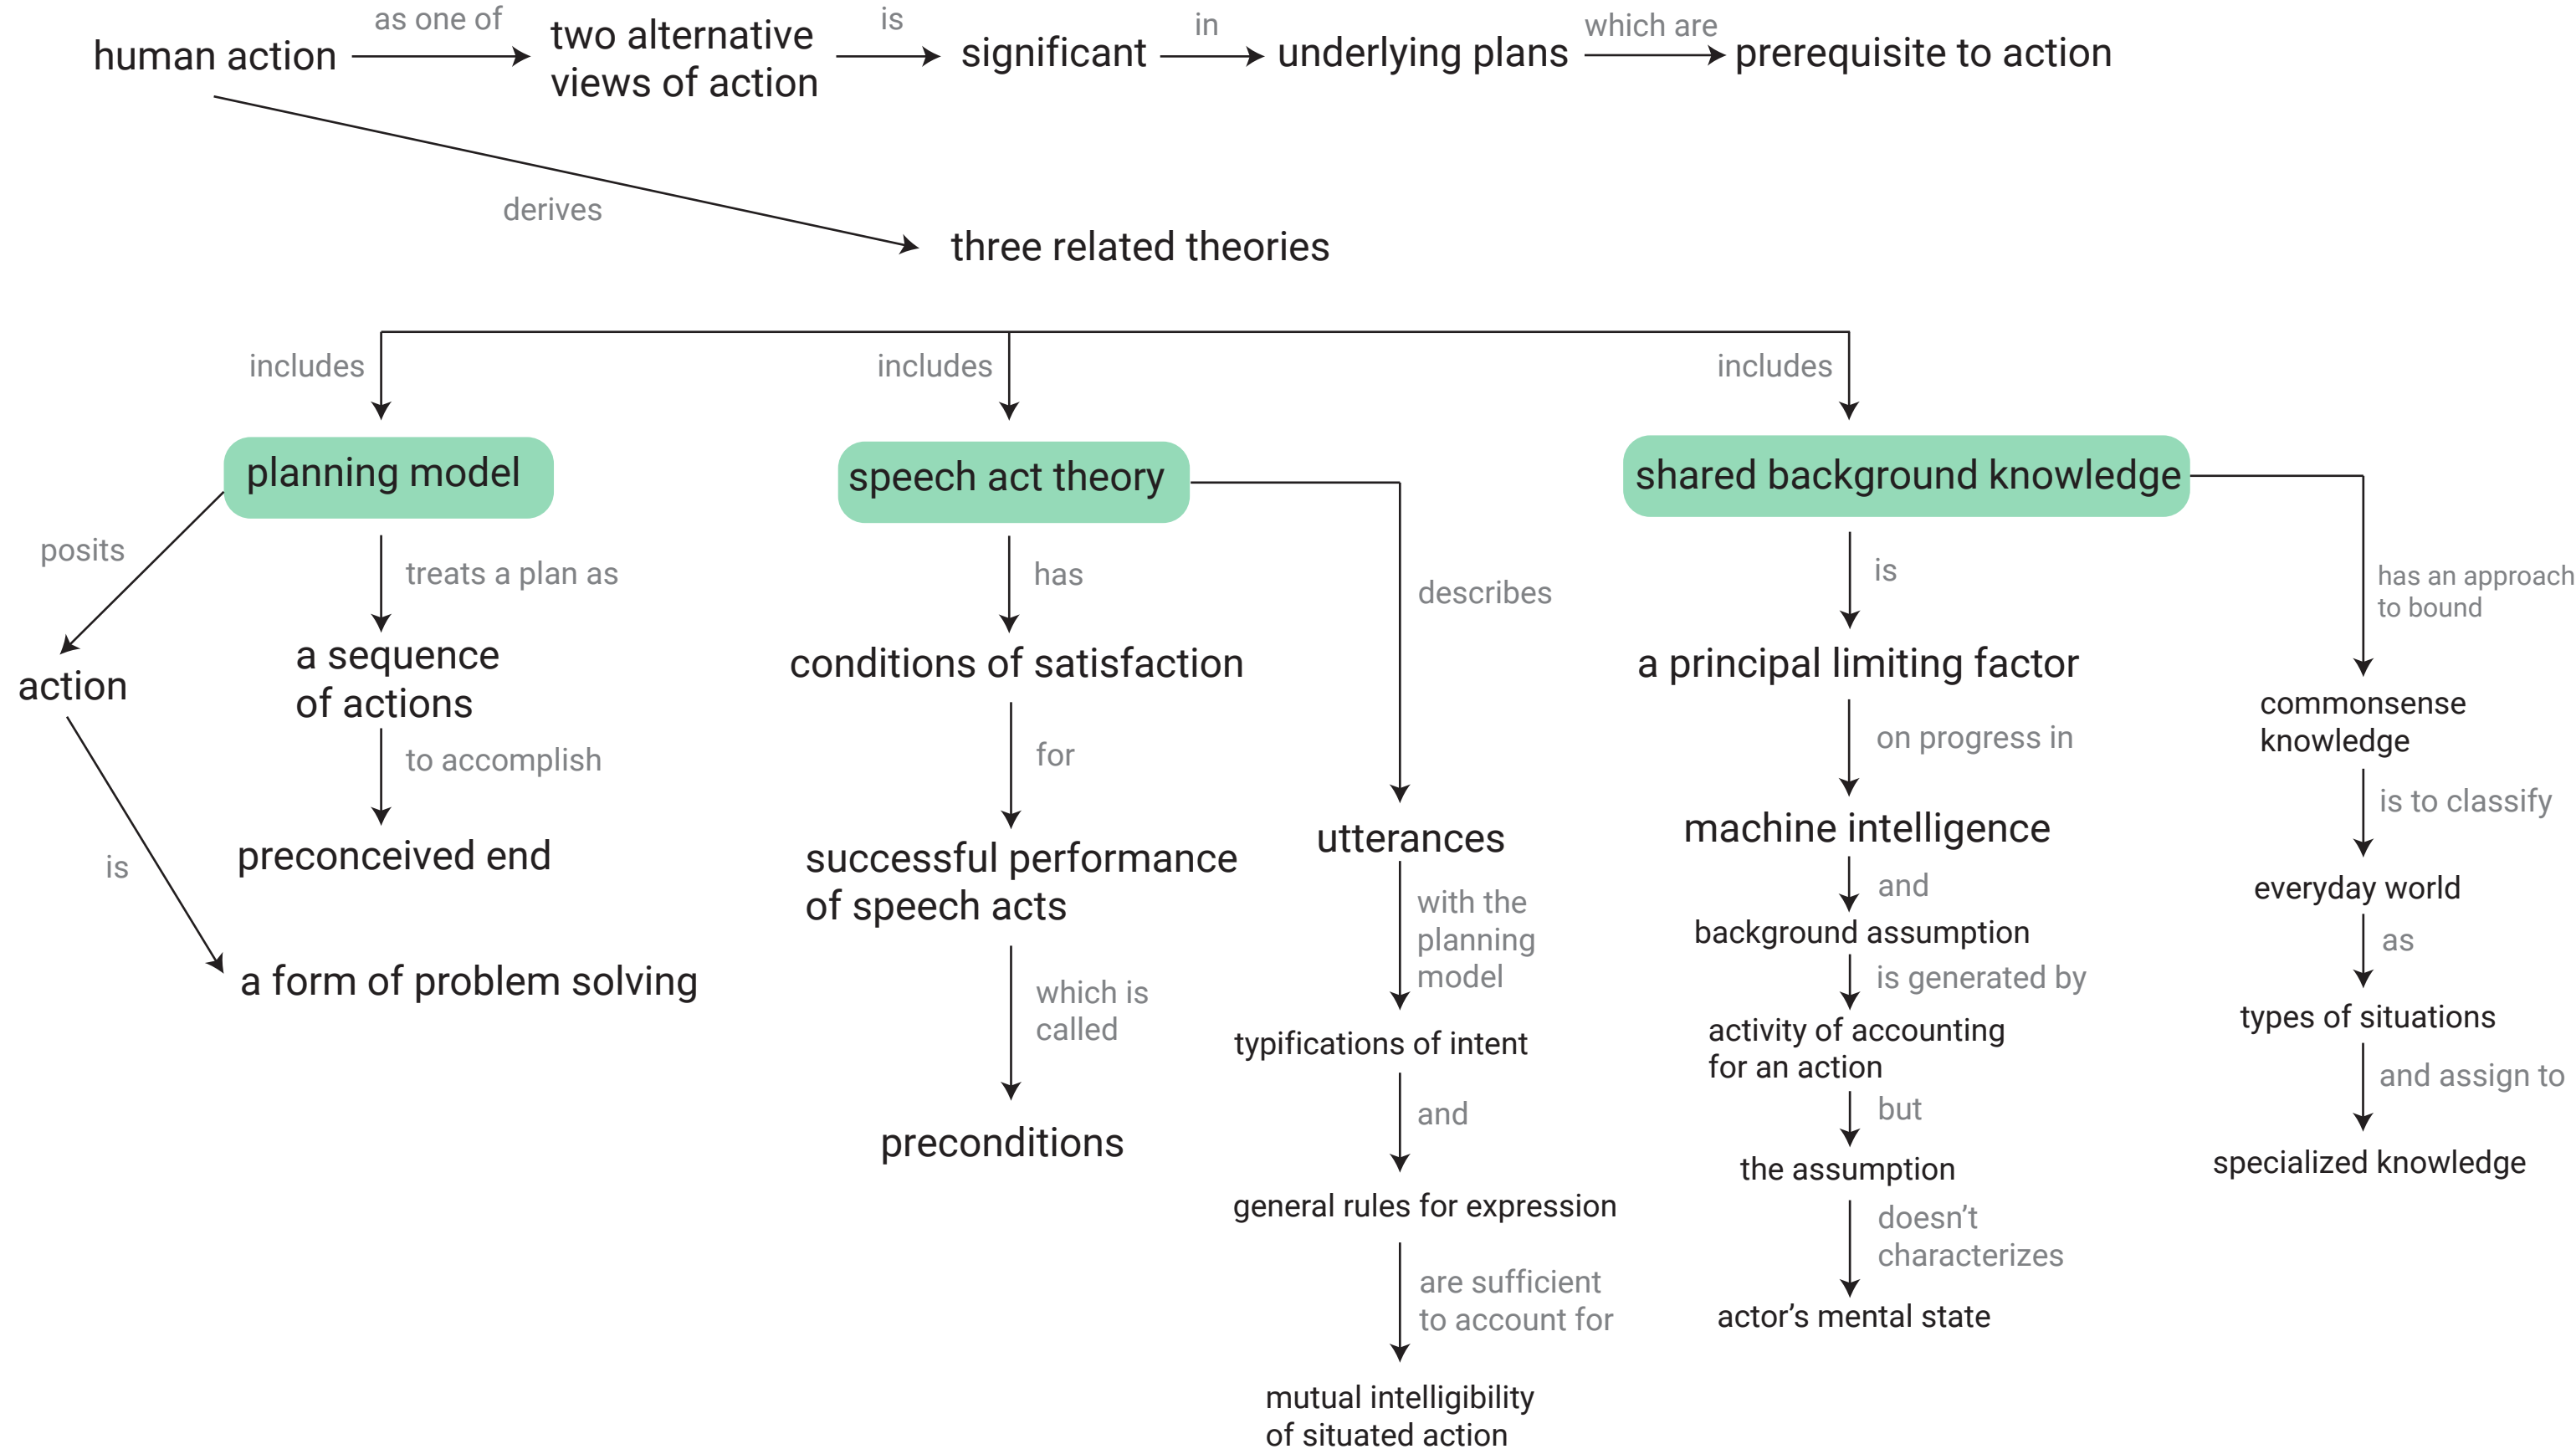 as one of
is
in
which are
human action
two alternative
views of action
significant
underlying plans
prerequisite to action
derives
three related theories
includes
includes
includes
planning model
speech act theory
shared background knowledge
posits
treats a plan as
has
describes
is
has an approach
to bound
action
a sequence
of actions
conditions of satisfaction
a principal limiting factor
commonsense
knowledge
to accomplish
for
on progress in
is to classify
is
preconceived end
successful performance
of speech acts
utterances
machine intelligence
everyday world
and
with the
planning
model
background assumption
as
a form of problem solving
which is
called
is generated by
typifications of intent
activity of accounting
for an action
types of situations
and
but
and assign to
preconditions
the assumption
specialized knowledge
general rules for expression
doesn’t
characterizes
are sufficient
to account for
actor’s mental state
mutual intelligibility
of situated action